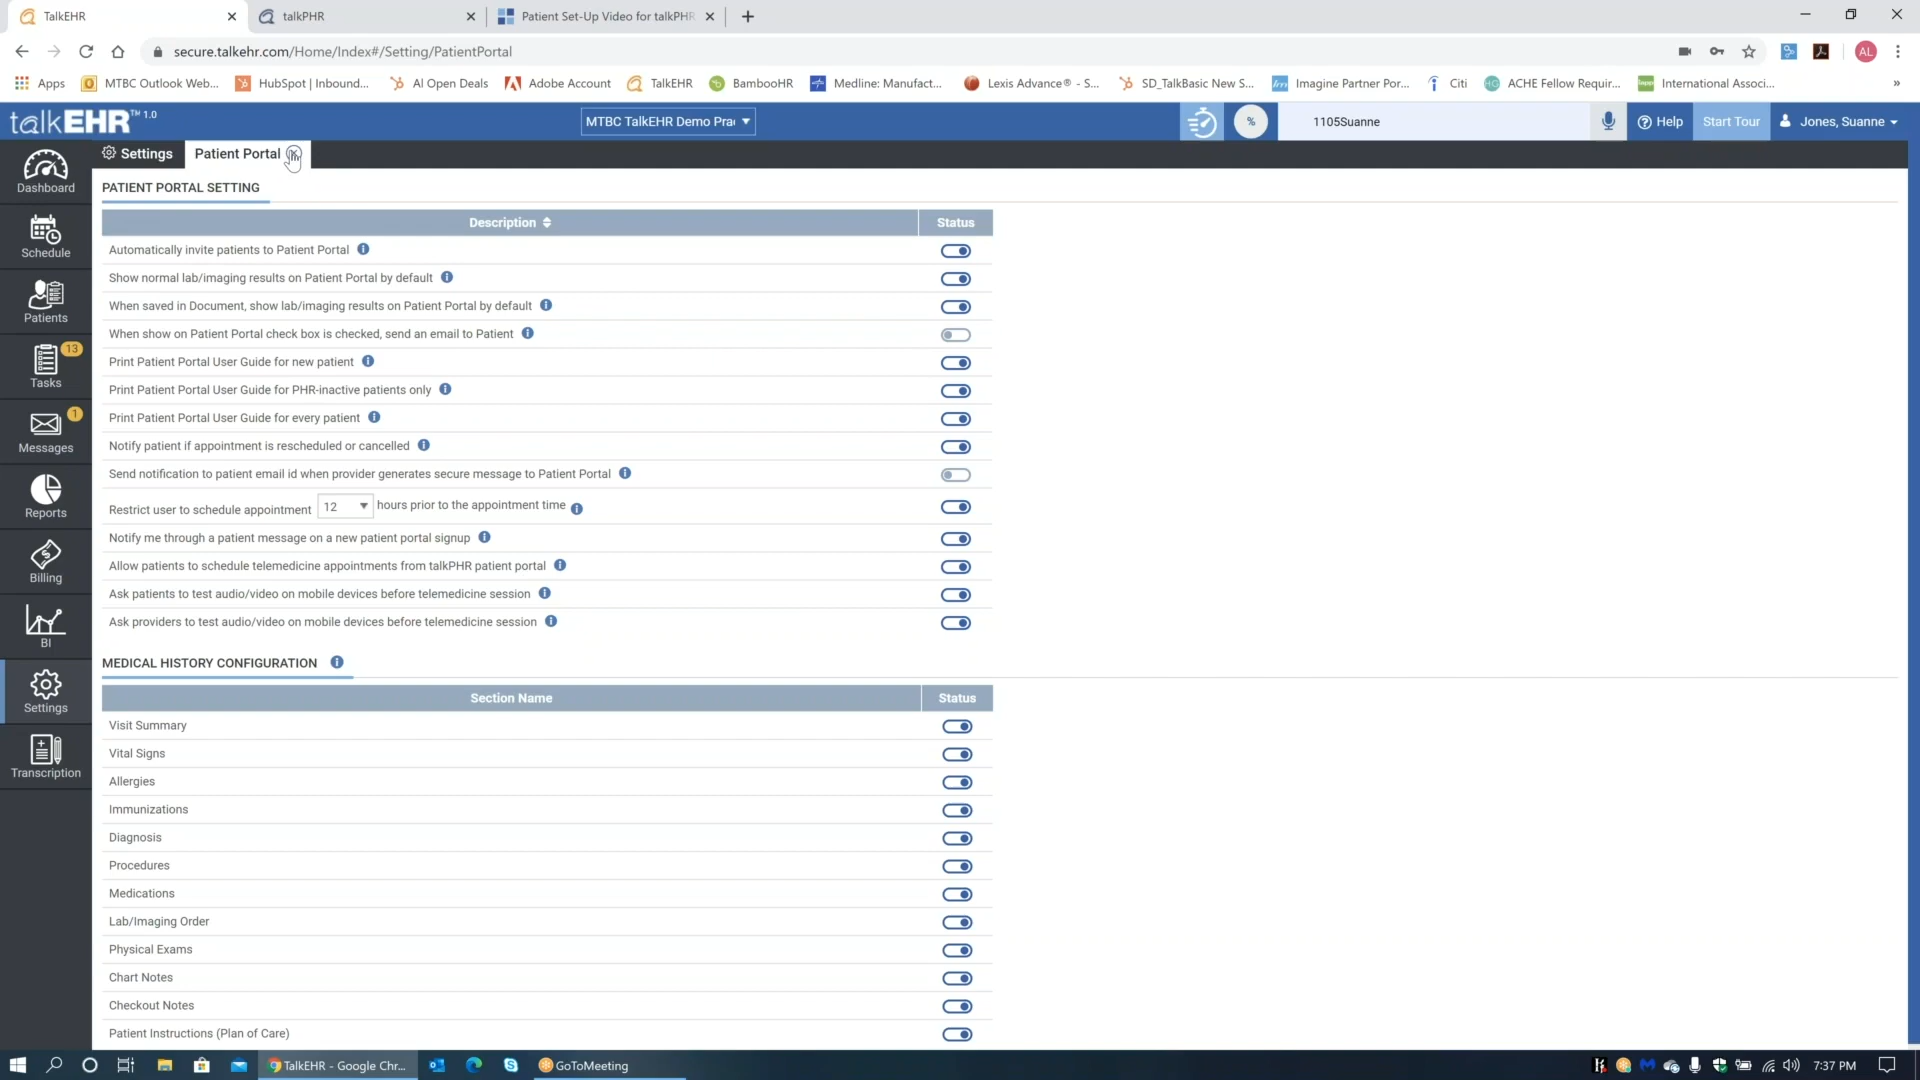 TalkEHR
talkPHR
Patient Set-Up Video for talkPHR
secure.talkehr.com/Home/Index#/Setting/PatientPortal
AL
Apps
MTBC Outlook Web...
HubSpot | Inbound...
AI Open Deals
Adobe Account
TalkEHR
BambooHR
Medline: Manufact...
Lexis Advance® - S...
SD_TalkBasic New S...
Imagine Partner Por...
Citi
ACHE Fellow Requir...
International Associ...
talkEHR™ 1.0
MTBC TalkEHR Demo Prac
%
1105Suanne
Help
Start Tour
Jones, Suanne
Settings
Patient Portal
Dashboard
Schedule
Patients
13
Tasks
1
Messages
Reports
Billing
BI
Settings
Transcription
PATIENT PORTAL SETTING
Description Status
Automatically invite patients to Patient Portal
Show normal lab/imaging results on Patient Portal by default
When saved in Document, show lab/imaging results on Patient Portal by default
When show on Patient Portal check box is checked, send an email to Patient
Print Patient Portal User Guide for new patient
Print Patient Portal User Guide for PHR-inactive patients only
Print Patient Portal User Guide for every patient
Notify patient if appointment is rescheduled or cancelled
Send notification to patient email id when provider generates secure message to Patient Portal
Restrict user to schedule appointment 12 hours prior to the appointment time
Notify me through a patient message on a new patient portal signup
Allow patients to schedule telemedicine appointments from talkPHR patient portal
Ask patients to test audio/video on mobile devices before telemedicine session
Ask providers to test audio/video on mobile devices before telemedicine session
MEDICAL HISTORY CONFIGURATION
Section Name Status
Visit Summary
Vital Signs
Allergies
Immunizations
Diagnosis
Procedures
Medications
Lab/Imaging Order
Physical Exams
Chart Notes
Checkout Notes
Patient Instructions (Plan of Care)
TalkEHR - Google Chr...
GoToMeeting
7:37 PM